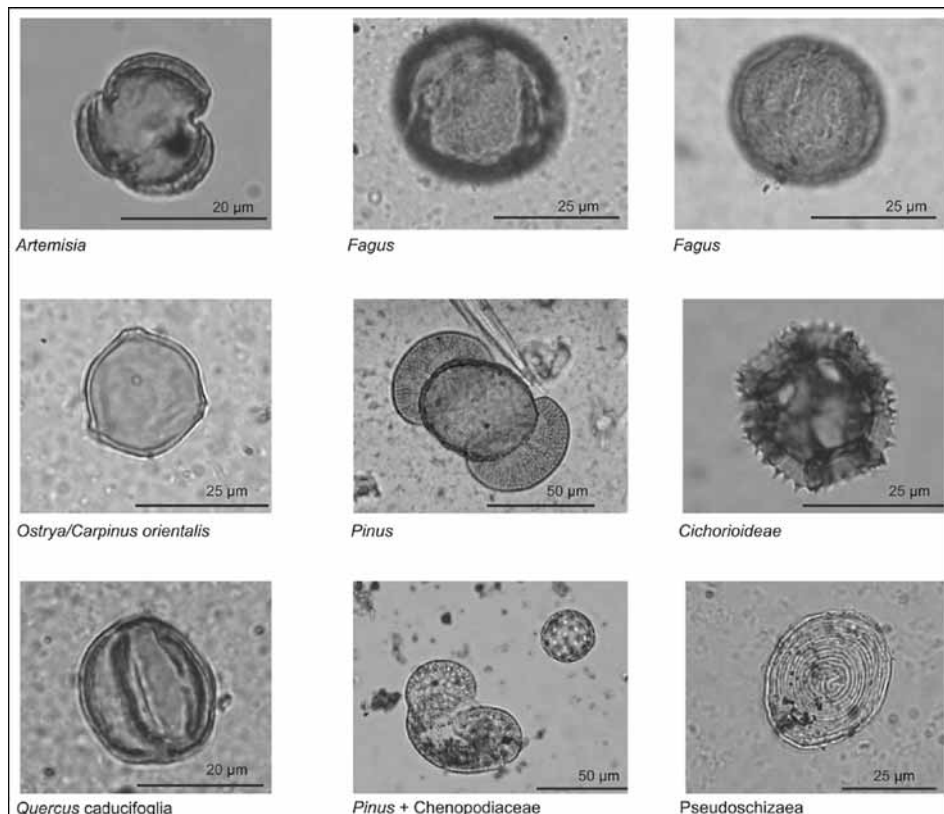 20 µm
25 µm
25 µm
Artemisia
Fagus
Fagus
25 µm
50 µm
25 µm
Ostrya/Carpinus orientalis
Pinus
Cichorioideae
20 µm
50 µm
25 µm
Quercus caducifoglia
Pinus + Chenopodiaceae
Pseudoschizaea